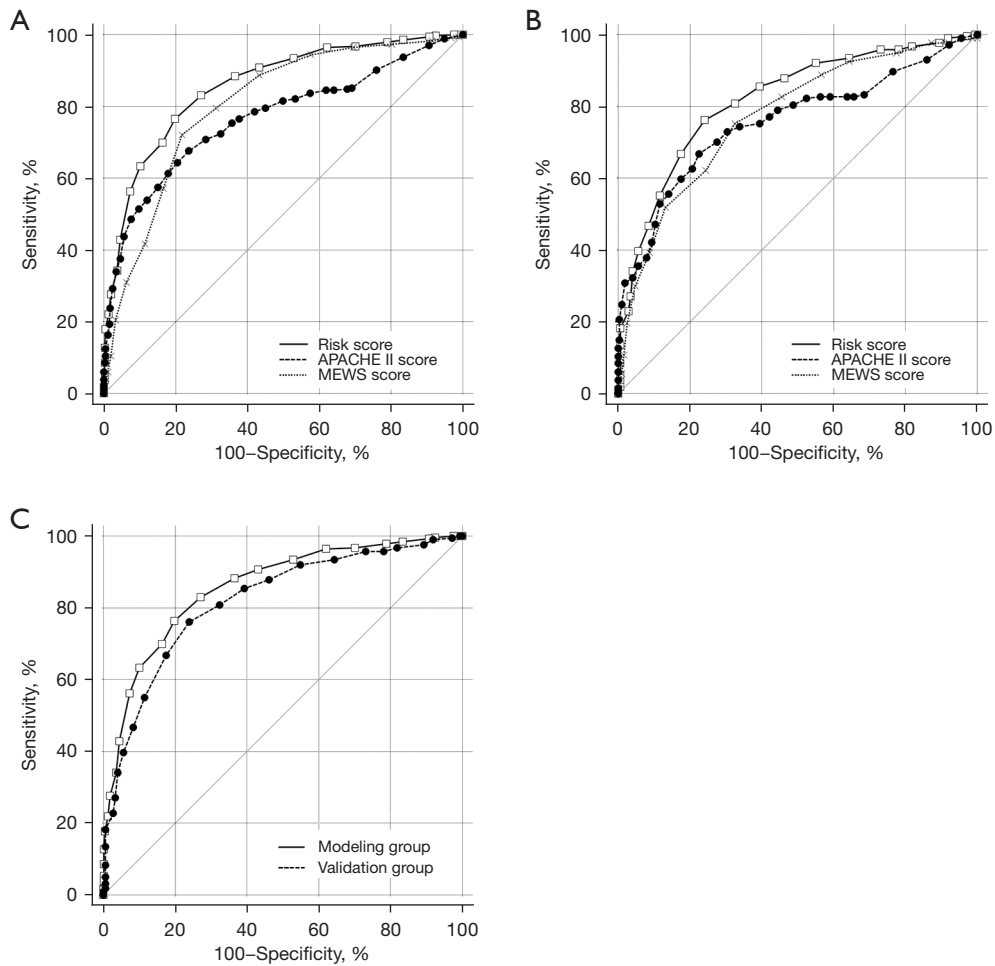 A
100
80
60
40
20
0
Sensitivity, %
Risk score
APACHE II score
MEWS score
0 20 40 60 80 100
100–Specificity, %
B
100
80
60
40
20
0
Sensitivity, %
Risk score
APACHE II score
MEWS score
0 20 40 60 80 100
100–Specificity, %
C
100
80
60
40
20
0
Sensitivity, %
Modeling group
Validation group
0 20 40 60 80 100
100–Specificity, %